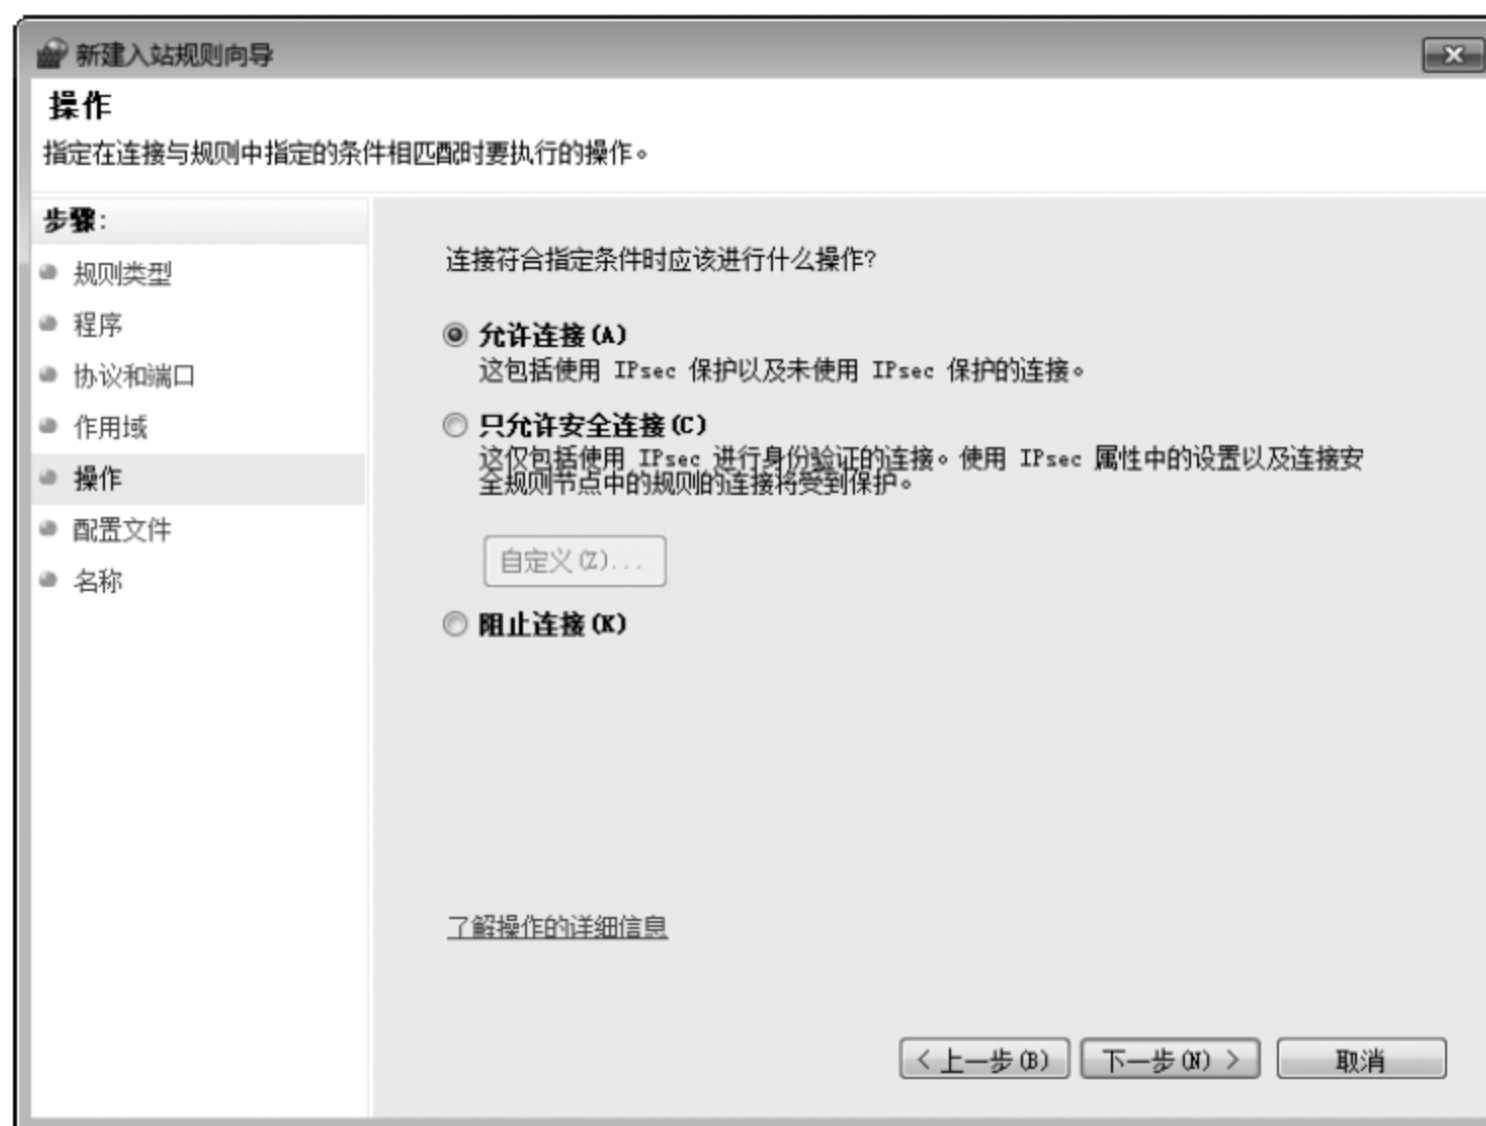 新建入站规则向导
操作
指定在连接与规则中指定的条件相匹配时要执行的操作。
步骤:
规则类型
程序
协议和端口
作用域
操作
配置文件
名称
连接符合指定条件时应该进行什么操作?
允许连接(A)
这包括使用 IPsec 保护以及未使用 IPsec 保护的连接。
只允许安全连接(C)
这仅包括使用 IPsec 进行身份验证的连接。使用 IPsec 属性中的设置以及连接安
全规则节点中的规则的连接将受到保护。
自定义(Z)...
阻止连接(K)
了解操作的详细信息
< 上一步(B) 下一步(N) > 取消